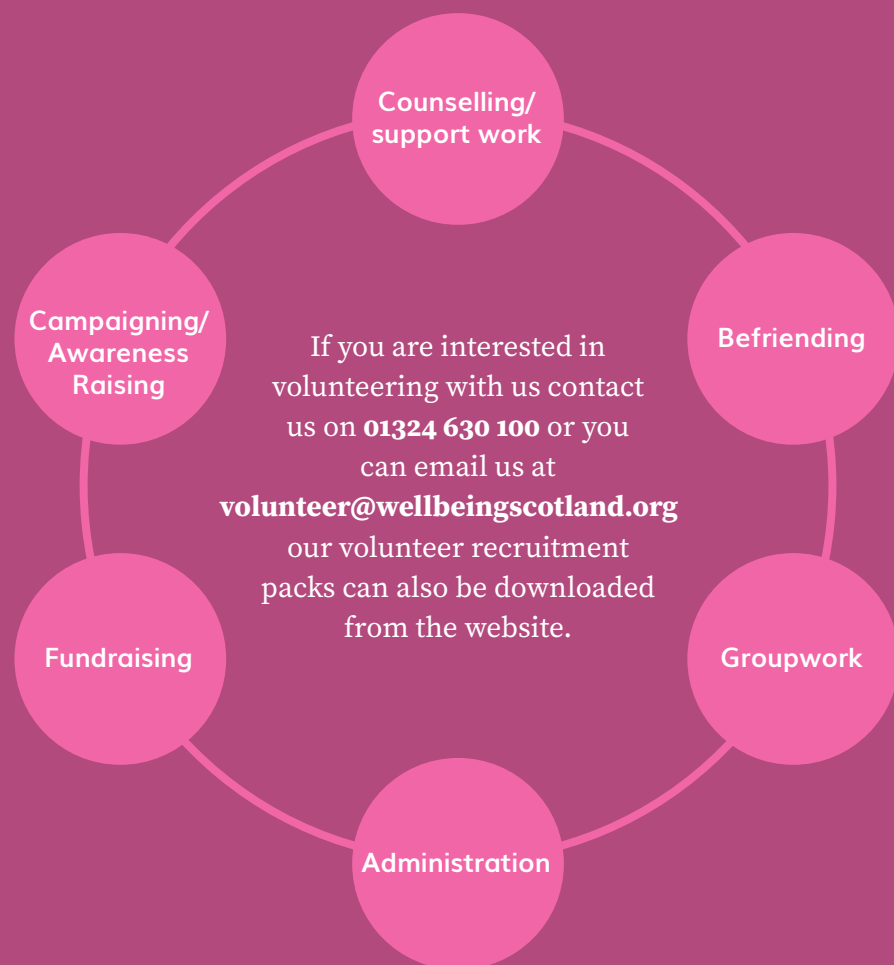 Counselling/
support work
Befriending
Groupwork
Administration
Fundraising
Campaigning/
Awareness
Raising
If you are interested in
volunteering with us contact
us on 01324 630 100 or you
can email us at
volunteer@wellbeingscotland.org
our volunteer recruitment
packs can also be downloaded
from the website.